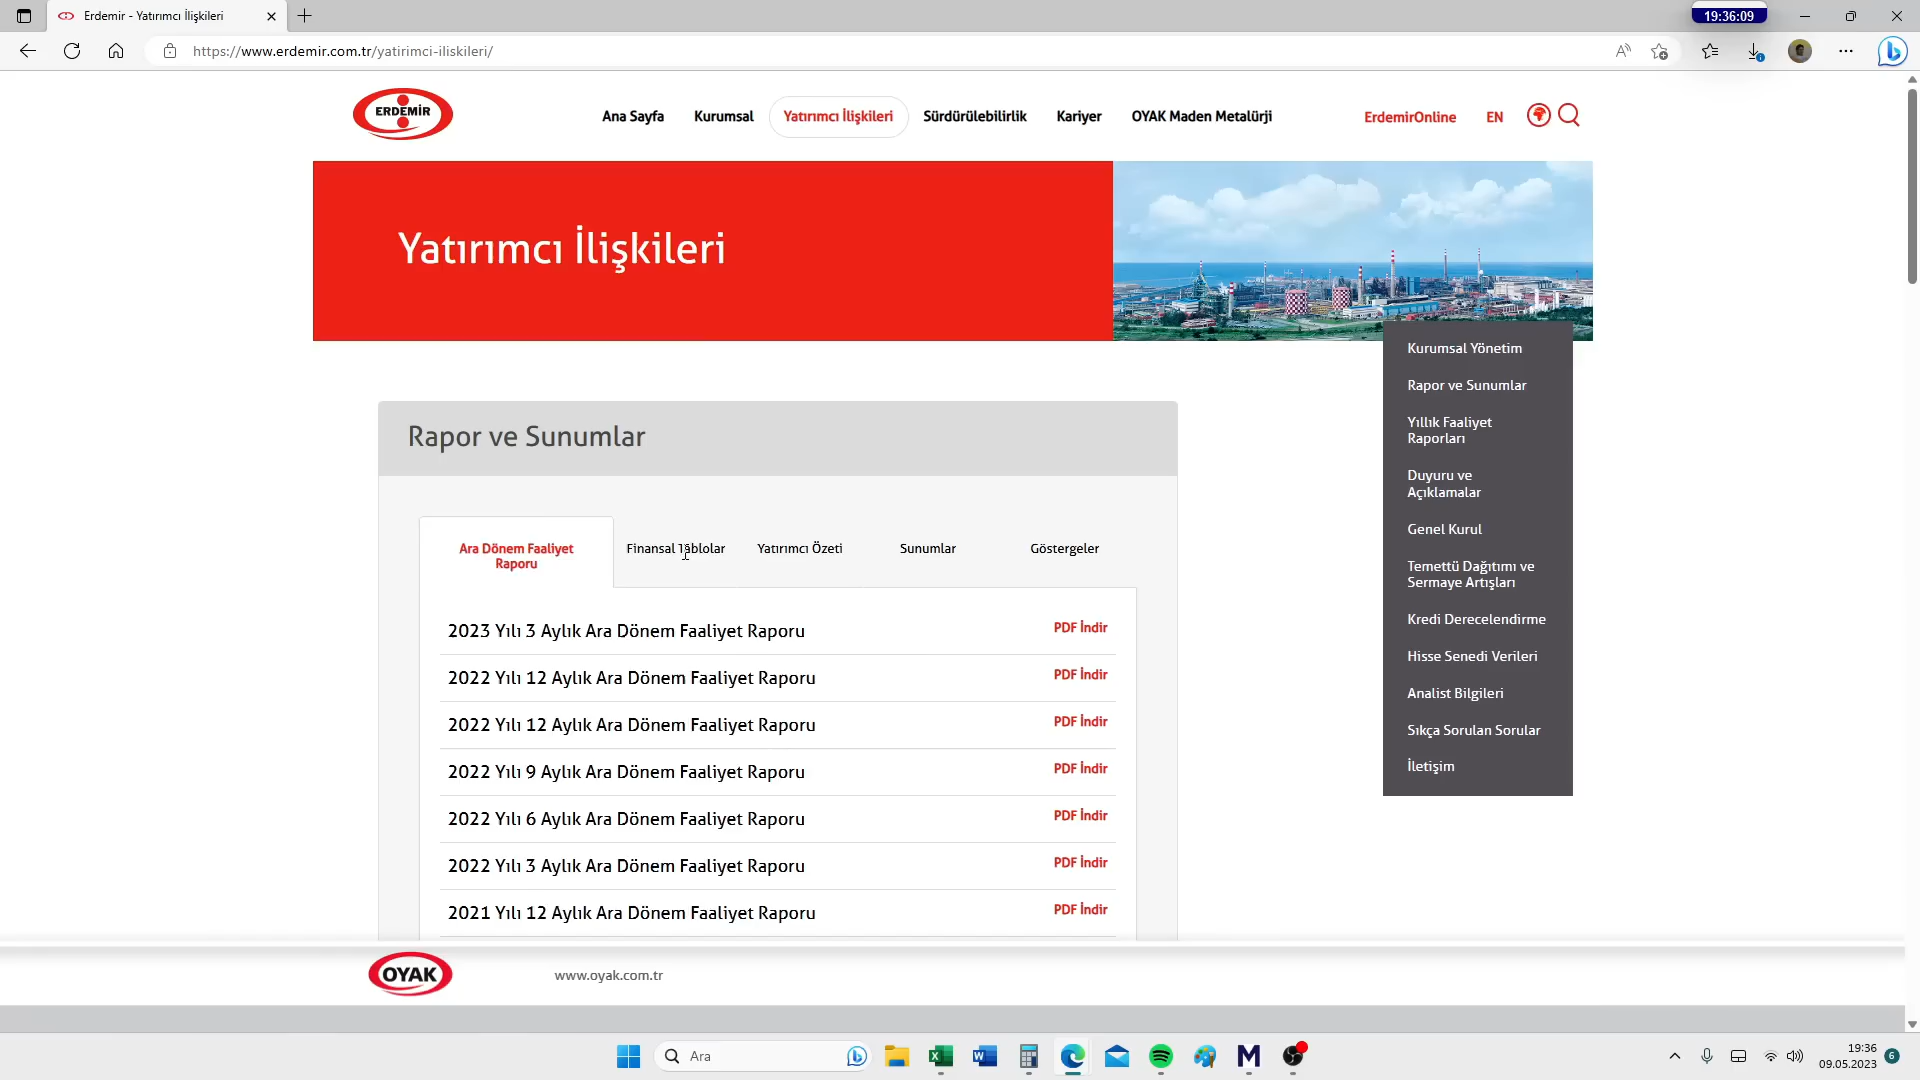 Erdemir - Yatırımcı İlişkileri
19:36:09
https://www.erdemir.com.tr/yatirimci-iliskileri/
ERDEMİR
Ana Sayfa
Kurumsal
Yatırımcı İlişkileri
Sürdürülebilirlik
Kariyer
OYAK Maden Metalürji
ErdemirOnline
EN
Yatırımcı İlişkileri
Kurumsal Yönetim
Rapor ve Sunumlar
Yıllık Faaliyet
Raporları
Duyuru ve
Açıklamalar
Genel Kurul
Temettü Dağıtımı ve
Sermaye Artışları
Kredi Derecelendirme
Hisse Senedi Verileri
Analist Bilgileri
Sıkça Sorulan Sorular
İletişim
Rapor ve Sunumlar
Ara Dönem Faaliyet
Raporu
Finansal Tablolar
Yatırımcı Özeti
Sunumlar
Göstergeler
2023 Yılı 3 Aylık Ara Dönem Faaliyet Raporu PDF İndir
2022 Yılı 12 Aylık Ara Dönem Faaliyet Raporu PDF İndir
2022 Yılı 12 Aylık Ara Dönem Faaliyet Raporu PDF İndir
2022 Yılı 9 Aylık Ara Dönem Faaliyet Raporu PDF İndir
2022 Yılı 6 Aylık Ara Dönem Faaliyet Raporu PDF İndir
2022 Yılı 3 Aylık Ara Dönem Faaliyet Raporu PDF İndir
2021 Yılı 12 Aylık Ara Dönem Faaliyet Raporu PDF İndir
OYAK
www.oyak.com.tr
Ara
19:36
09.05.2023
6